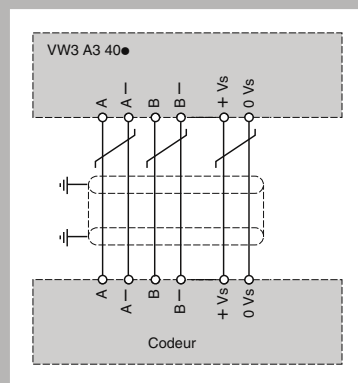 VW3 A3 40●
A
A –
B
B –
+ Vs
0 Vs
A
A –
B
B –
+ Vs
0 Vs
Codeur